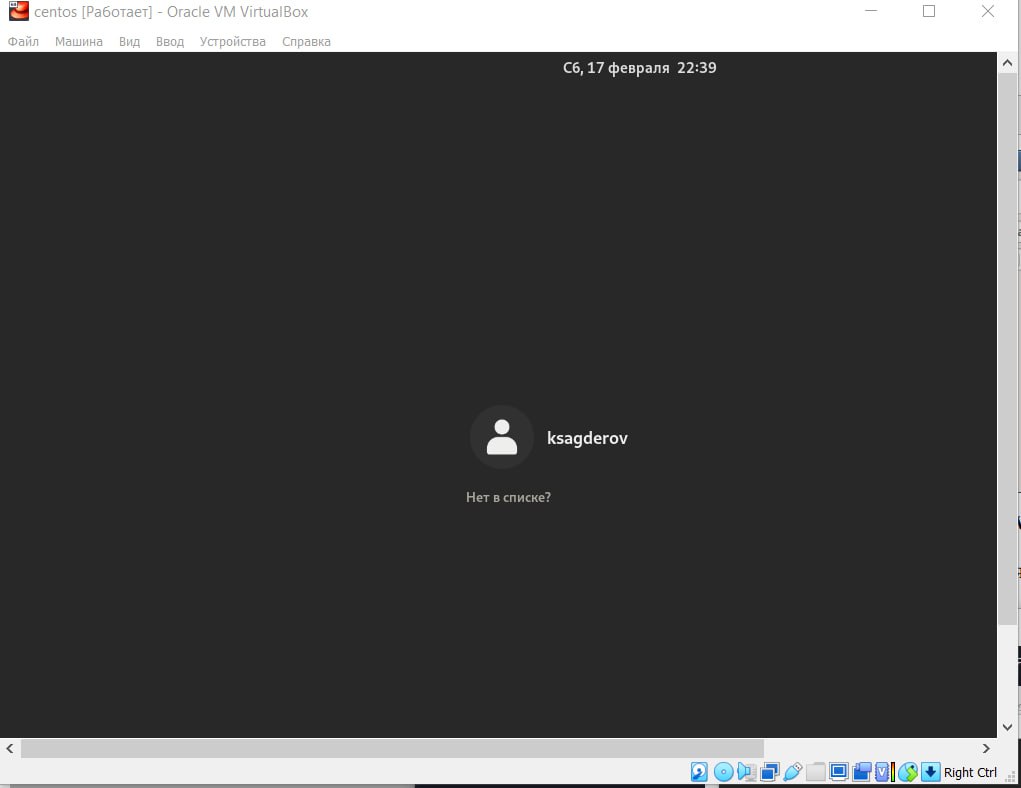 centos [Работает] - Oracle VM VirtualBox
Файл Машина Вид Ввод Устройства Справка
Сб, 17 февраля 22:39
ksagderov
Нет в списке?
Right Ctrl